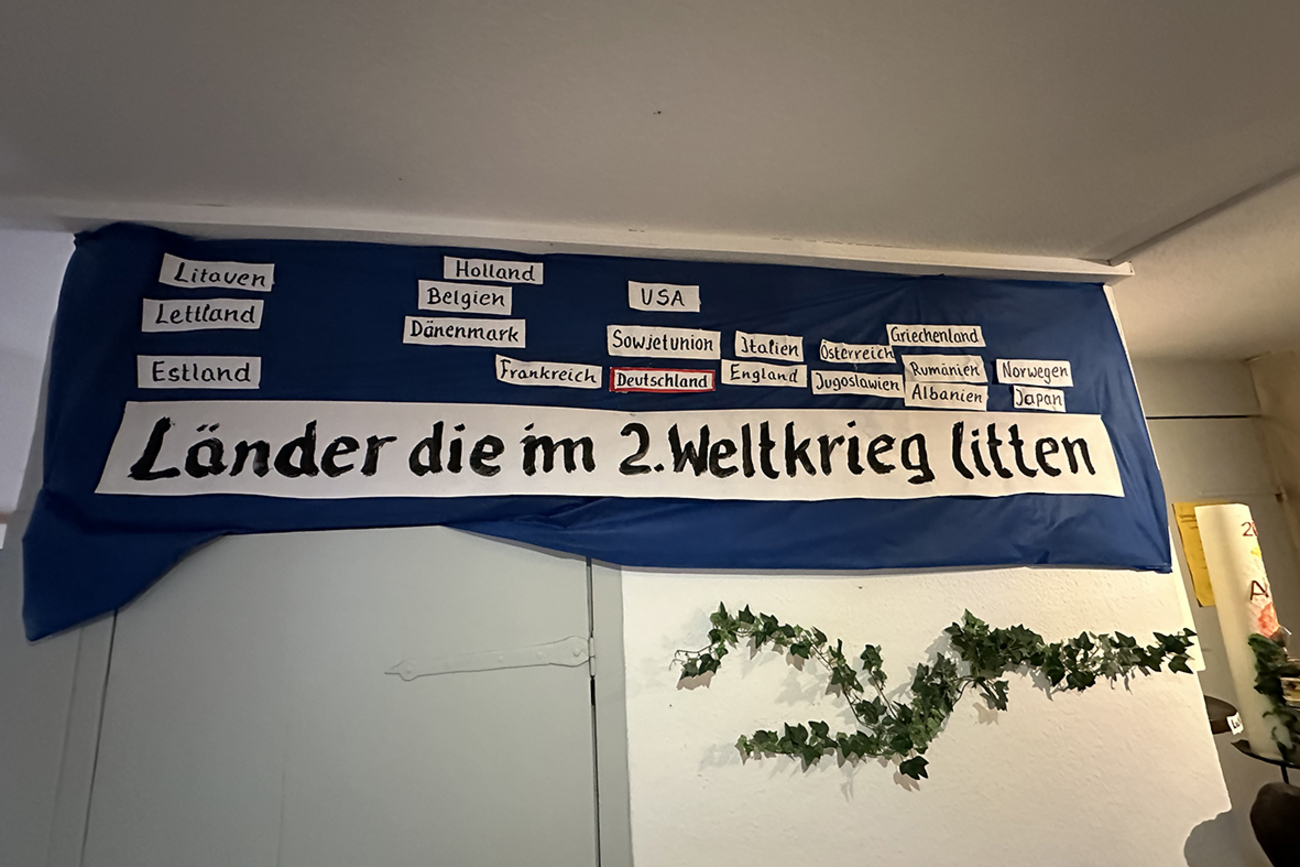 Litauen
Lettland
Estland
Holland
Belgien
Dänenmark
Frankreich
USA
Sowjetunion
Deutschland
Italien
England
Österreich
Jugoslawien
Griechenland
Rumänien
Albanien
Norwegen
Japan
Länder die im 2. Weltkrieg litten